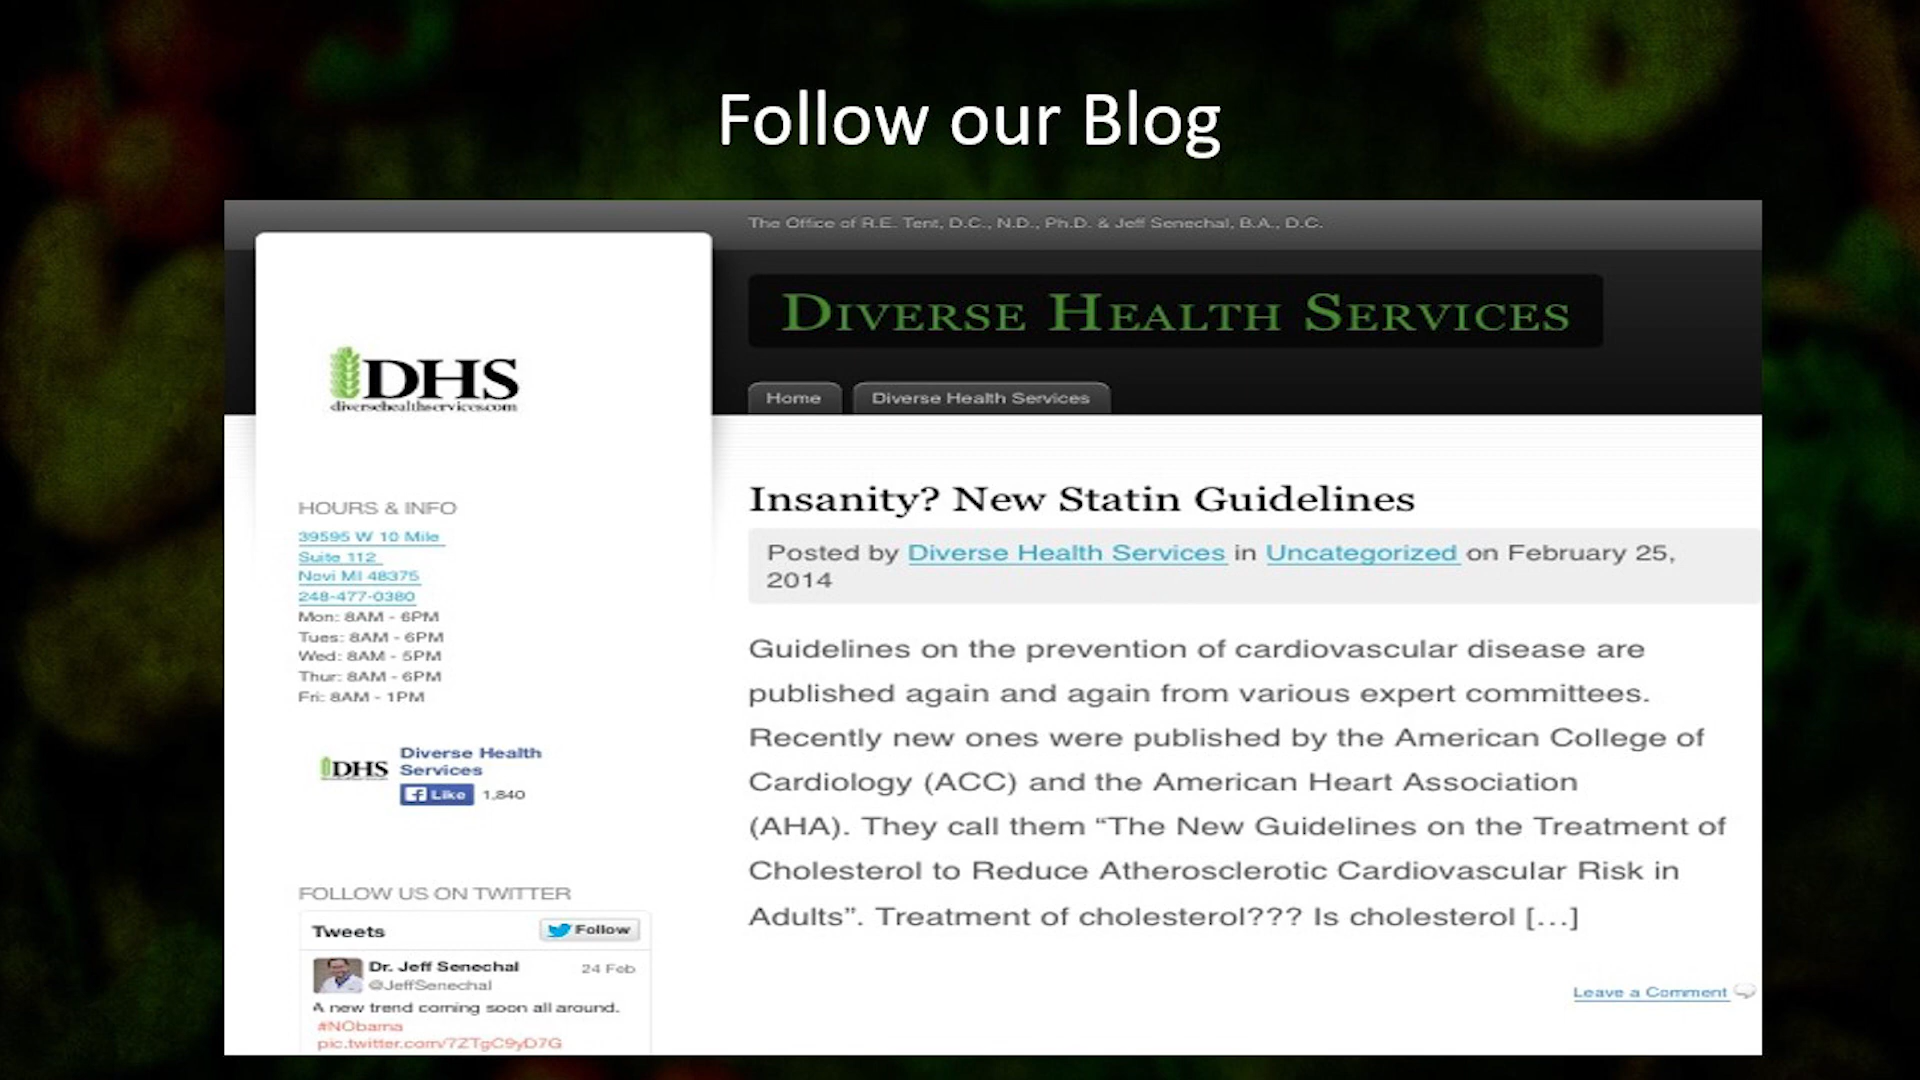 Follow our Blog
The Office of R.E. Tent, D.C., N.D., Ph.D. & Jeff Senechal, B.A., D.C.
Diverse Health Services
DHS
diversehealthservices.com
Home
Diverse Health Services
HOURS & INFO
39595 W 10 Mile
Suite 112
Novi MI 48375
248-477-0380
Mon: 8AM - 6PM
Tues: 8AM - 6PM
Wed: 8AM - 5PM
Thur: 8AM - 6PM
Fri: 8AM - 1PM
DHS
Diverse Health
Services
Like 1,840
FOLLOW US ON TWITTER
Tweets
Follow
Dr. Jeff Senechal 24 Feb
@JeffSenechal
A new trend coming soon all around.
#NObama
pic.twitter.com/7ZTgC9yD7G
Insanity? New Statin Guidelines
Posted by Diverse Health Services in Uncategorized on February 25,
2014
Guidelines on the prevention of cardiovascular disease are
published again and again from various expert committees.
Recently new ones were published by the American College of
Cardiology (ACC) and the American Heart Association
(AHA). They call them “The New Guidelines on the Treatment of
Cholesterol to Reduce Atherosclerotic Cardiovascular Risk in
Adults”. Treatment of cholesterol??? Is cholesterol […]
Leave a Comment